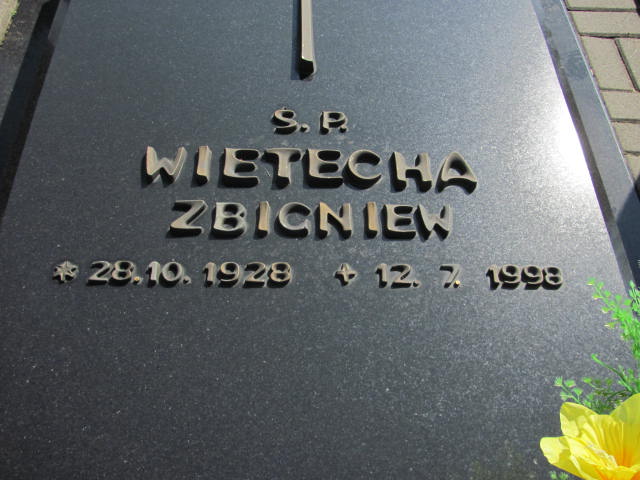 Ś. P.
WIETECHA
ZBIGNIEW
* 28.10. 1928 + 12. 7. 1998